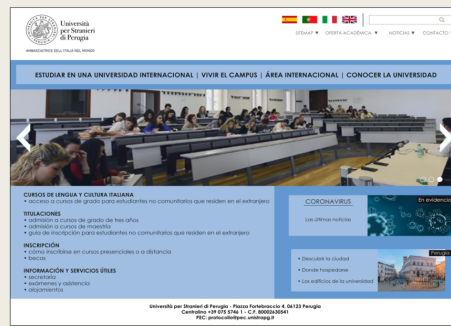 Università
per Stranieri
di Perugia
AMBASCIATRICE DELL'ITALIA NEL MONDO
SITEMAP ▼ OFERTA ACADÉMICA ▼ NOTICIAS ▼ CONTACTO ▼
ESTUDIAR EN UNA UNIVERSIDAD INTERNACIONAL | VIVIR EL CAMPUS | ÁREA INTERNACIONAL | CONOCER LA UNIVERSIDAD
CURSOS DE LENGUA Y CULTURA ITALIANA
• acceso a cursos de grado para estudiantes no comunitarios que residen en el extranjero
TITULACIONES
• admisión a cursos de grado de tres años
• admisión a cursos de maestría
• guía de inscripción para estudiantes no comunitarios que residen en el extranjero
INSCRIPCIÓN
• cómo inscribirse en cursos presenciales o a distancia
• becas
INFORMACIÓN Y SERVICIOS ÚTILES
• secretaría
• exámenes y asistencia
• alojamientos
CORONAVIRUS
Las últimas noticias
En evidencia
Perugia
• Descubrir la ciudad
• Donde hospedarse
• Los edificios de la universidad
Università per Stranieri di Perugia - Piazza Fortebraccio 4, 06123 Perugia
Centralino +39 075 5746 1 - C.F. 80002630541
PEC: protocollo@pec.unistrapg.it